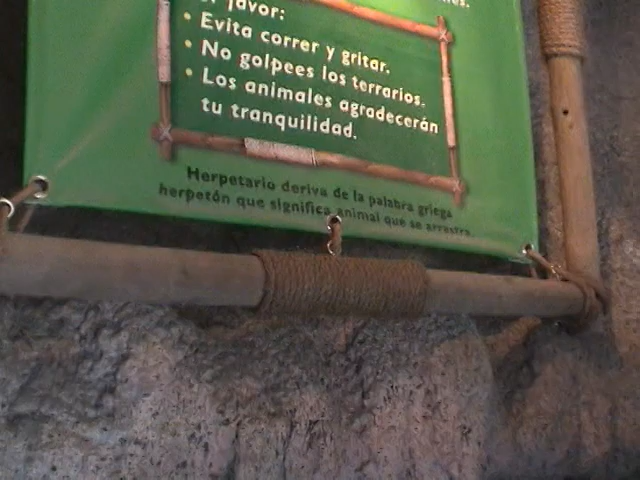 favor:
• Evita correr y gritar.
• No golpees los terrarios.
• Los animales agradecerán
tu tranquilidad.
Herpetario deriva de la palabra griega
herpetón que significa animal que se arrastra